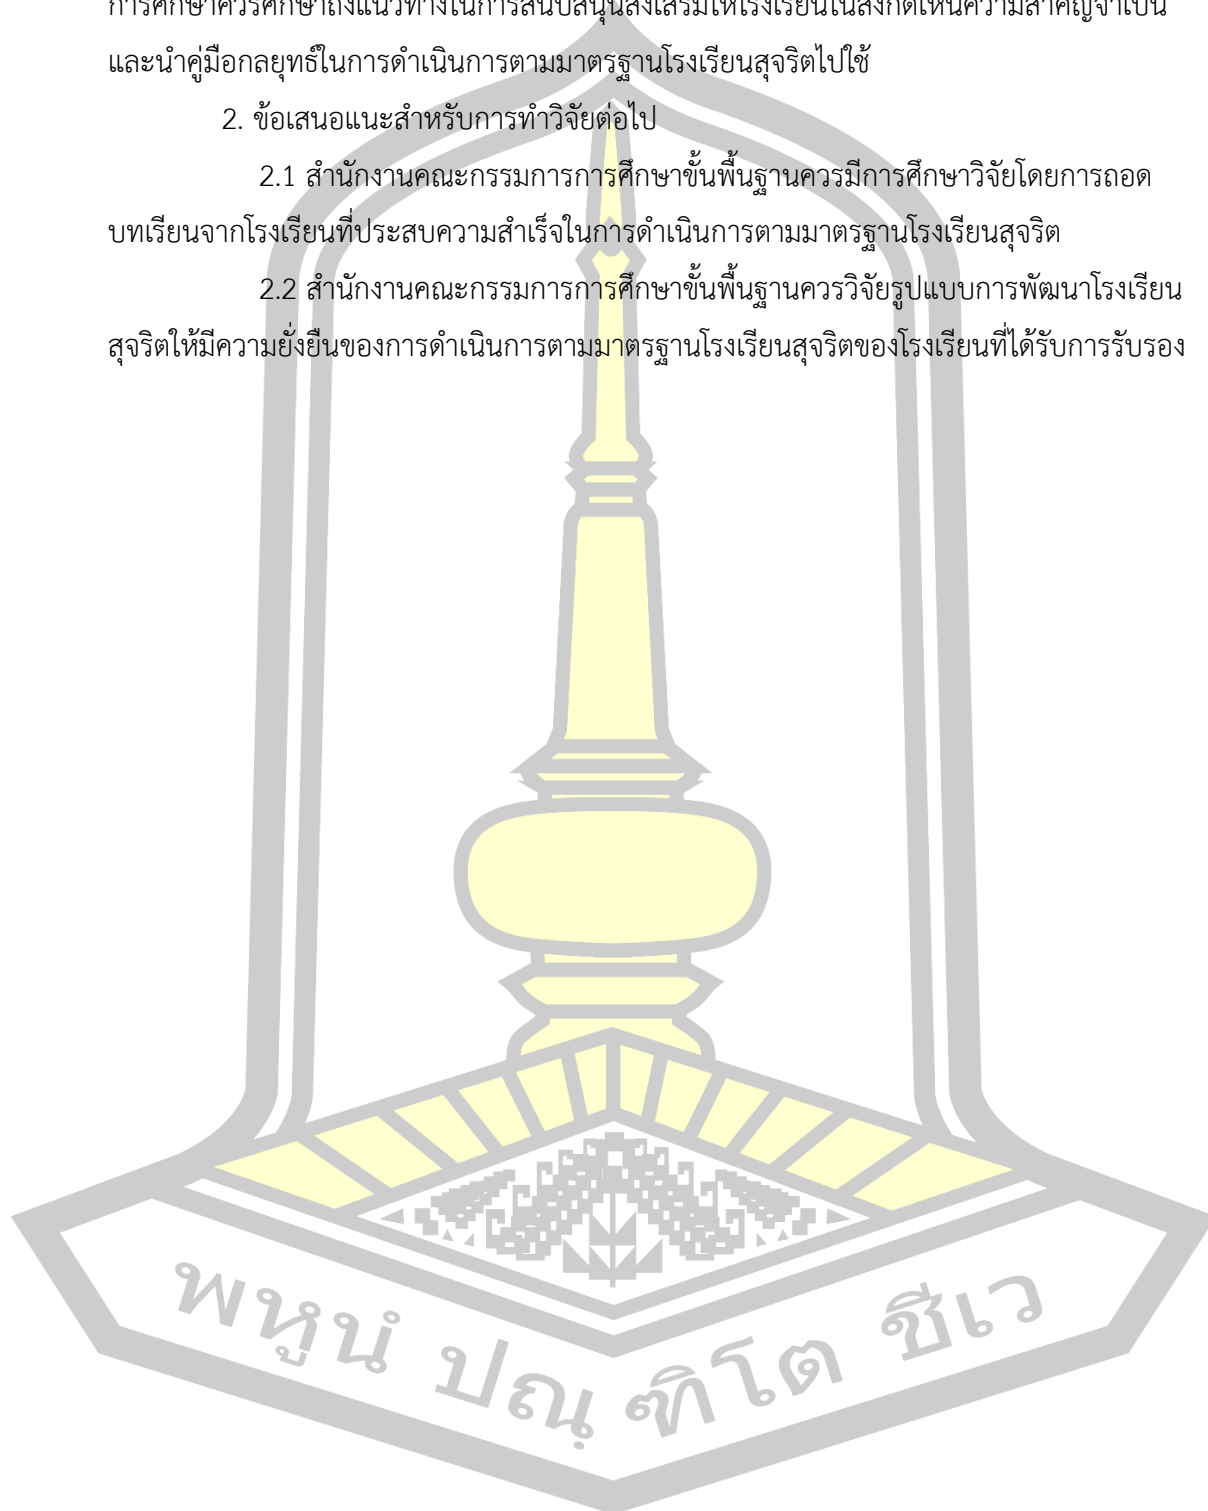 การศึกษาควรศึกษาถึงแนวทางในการสนับสนุนส่งเสริมให้โรงเรียนในสังกัดเห็นความสำคัญจำเป็น
และนำคู่มือกลยุทธ์ในการดำเนินการตามมาตรฐานโรงเรียนสุจริตไปใช้
2. ข้อเสนอแนะสำหรับการทำวิจัยต่อไป
2.1 สำนักงานคณะกรรมการการศึกษาขั้นพื้นฐานควรมีการศึกษาวิจัยโดยการถอด
บทเรียนจากโรงเรียนที่ประสบความสำเร็จในการดำเนินการตามมาตรฐานโรงเรียนสุจริต
2.2 สำนักงานคณะกรรมการการศึกษาขั้นพื้นฐานควรวิจัยรูปแบบการพัฒนาโรงเรียน
สุจริตให้มีความยั่งยืนของการดำเนินการตามมาตรฐานโรงเรียนสุจริตของโรงเรียนที่ได้รับการรับรอง
พหูนํ ปณฺฑิโต ชีเว